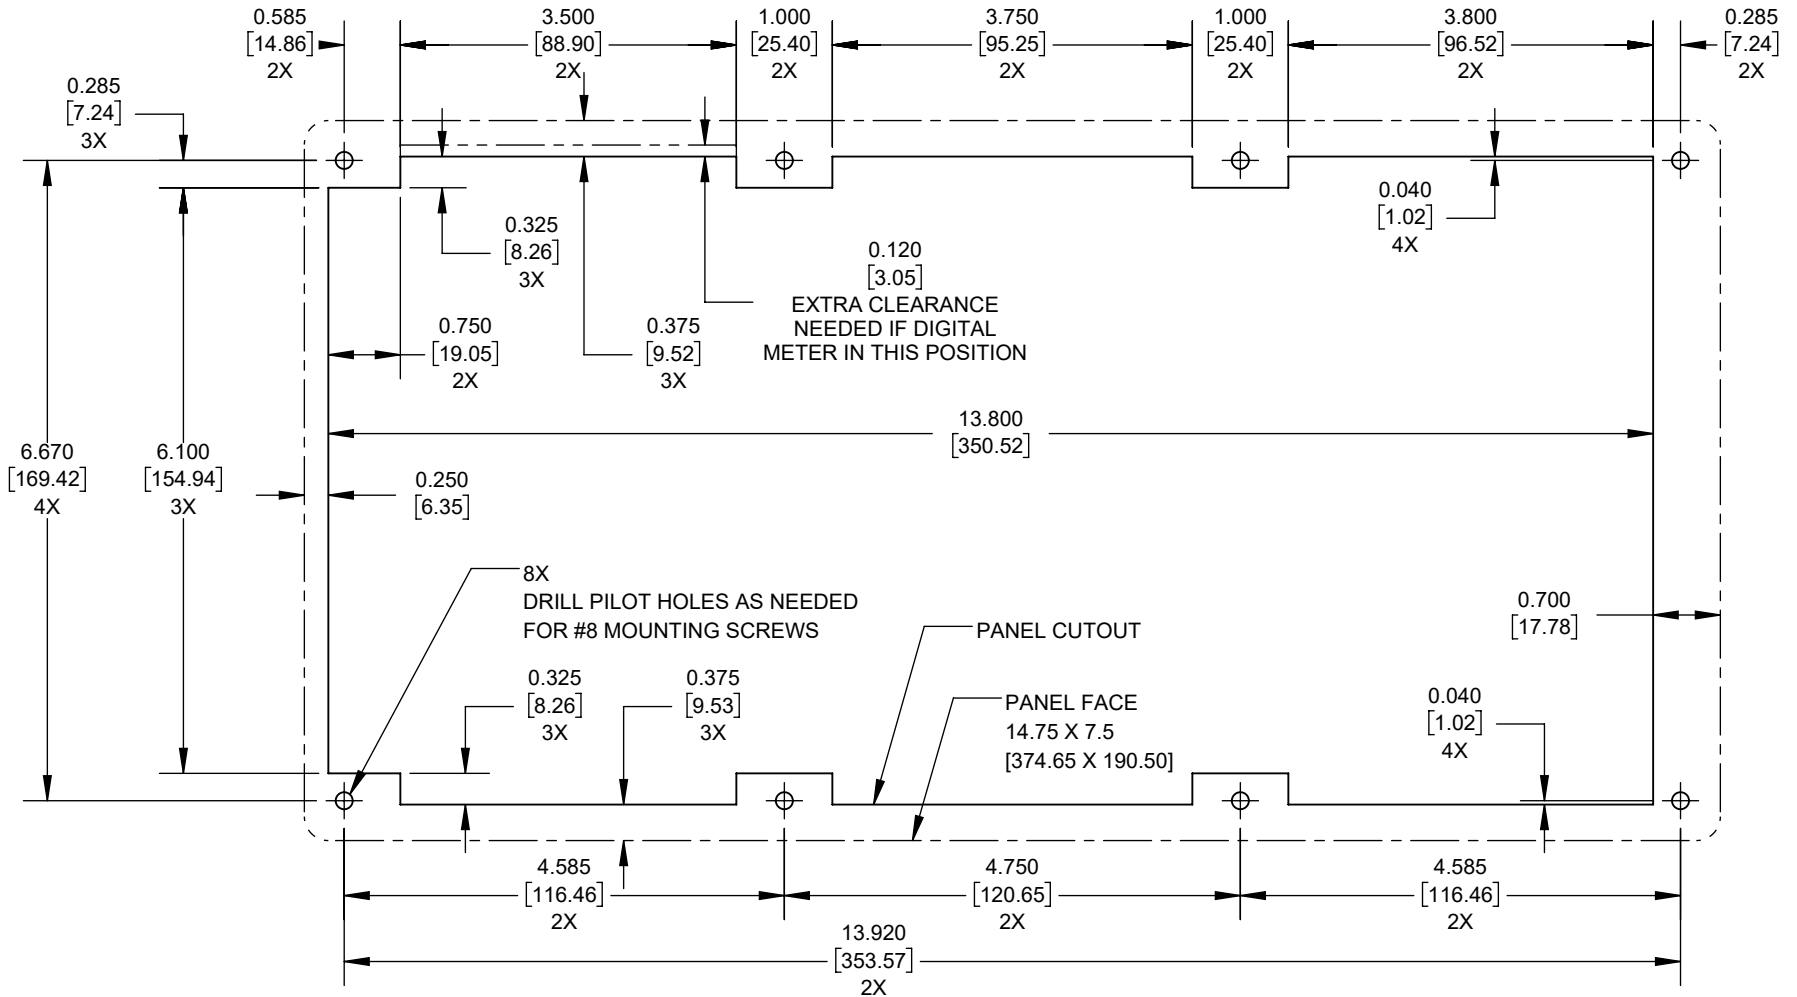 0.585
[14.86]
2X
3.500
[88.90]
2X
1.000
[25.40]
2X
3.750
[95.25]
2X
1.000
[25.40]
2X
3.800
[96.52]
2X
0.285
[7.24]
2X
0.285
[7.24]
3X
0.040
[1.02]
4X
0.325
[8.26]
3X
0.120
[3.05]
EXTRA CLEARANCE
NEEDED IF DIGITAL
METER IN THIS POSITION
0.750
[19.05]
2X
0.375
[9.52]
3X
13.800
[350.52]
6.670
[169.42]
4X
6.100
[154.94]
3X
0.250
[6.35]
8X
DRILL PILOT HOLES AS NEEDED
FOR #8 MOUNTING SCREWS
PANEL CUTOUT
0.700
[17.78]
0.325
[8.26]
3X
0.375
[9.53]
3X
PANEL FACE
14.75 X 7.5
[374.65 X 190.50]
0.040
[1.02]
4X
4.585
[116.46]
2X
4.750
[120.65]
2X
4.585
[116.46]
2X
13.920
[353.57]
2X